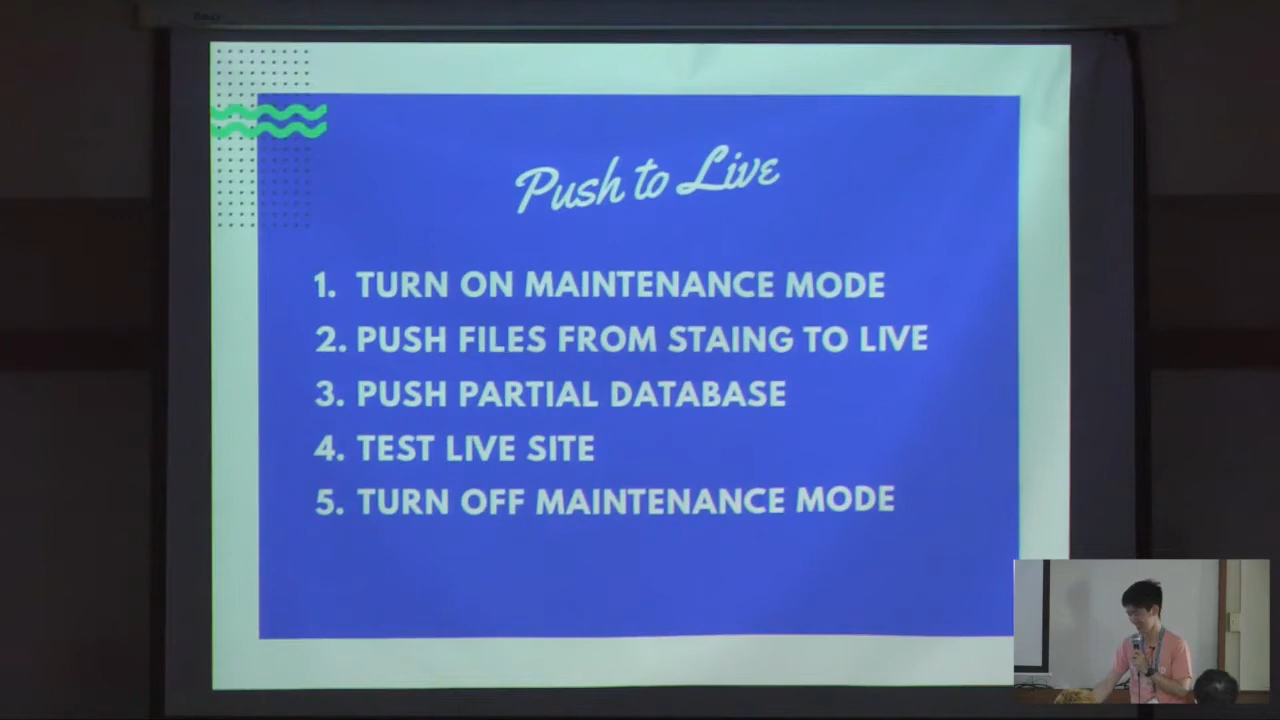 Push to Live
1. TURN ON MAINTENANCE MODE
2. PUSH FILES FROM STAING TO LIVE
3. PUSH PARTIAL DATABASE
4. TEST LIVE SITE
5. TURN OFF MAINTENANCE MODE